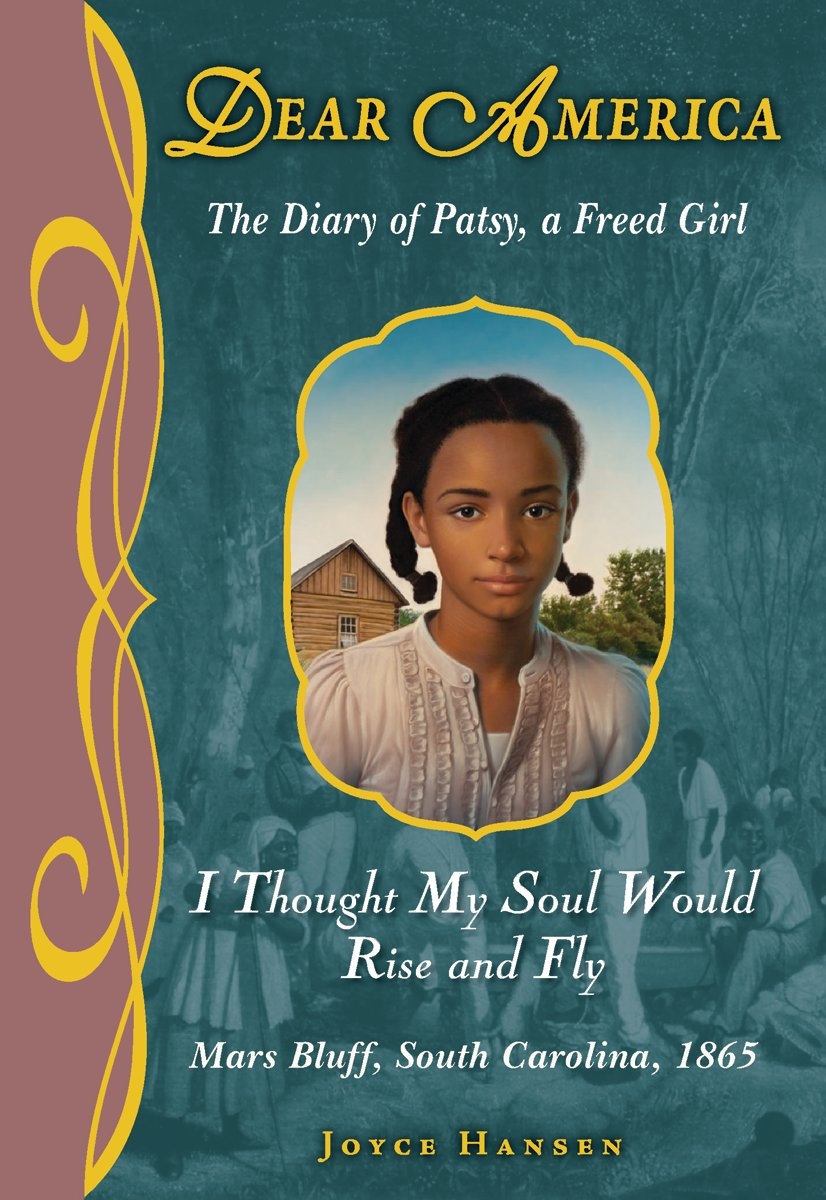 Dear America
The Diary of Patsy, a Freed Girl
I Thought My Soul Would
Rise and Fly
Mars Bluff, South Carolina, 1865
Joyce Hansen